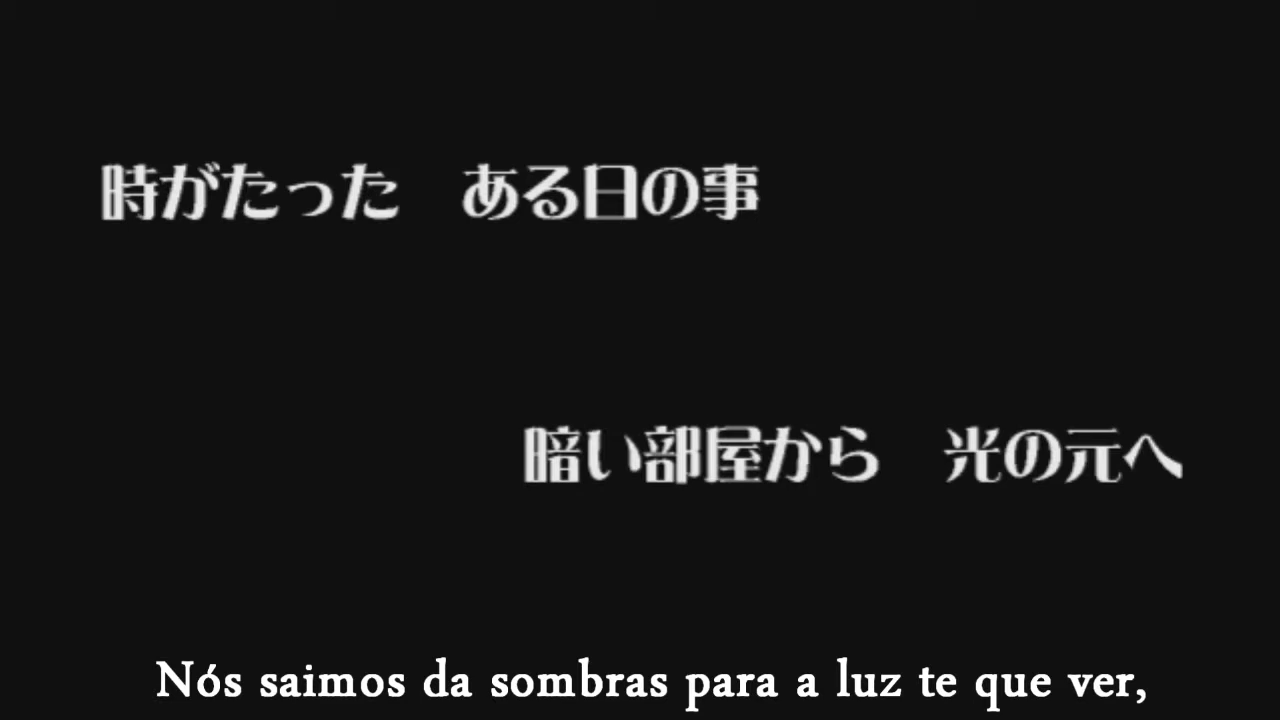 時がたった　ある日の事
暗い部屋から　光の元へ
Nós saimos da sombras para a luz te que ver,